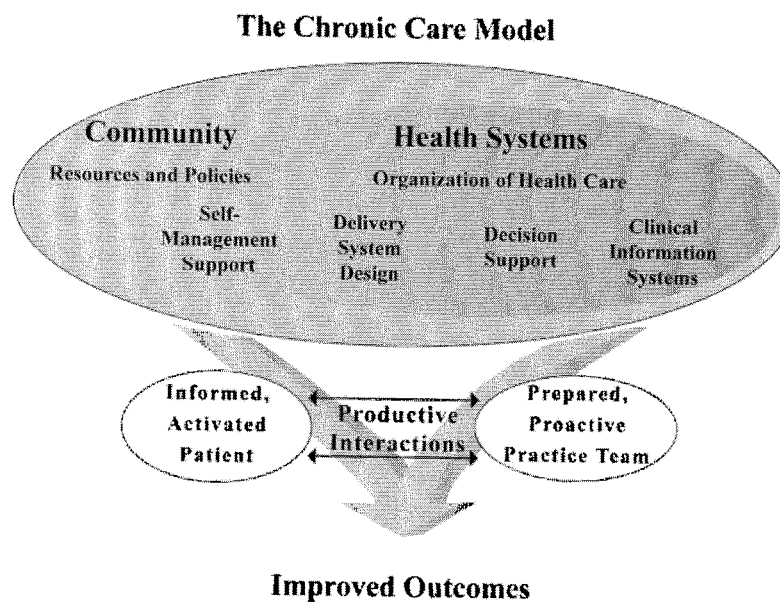 The Chronic Care Model
Community
Resources and Policies
Health Systems
Organization of Health Care
Self-
Management
Support
Delivery
System
Design
Decision
Support
Clinical
Information
Systems
Informed,
Activated
Patient
Productive
Interactions
Prepared,
Proactive
Practice Team
Improved Outcomes